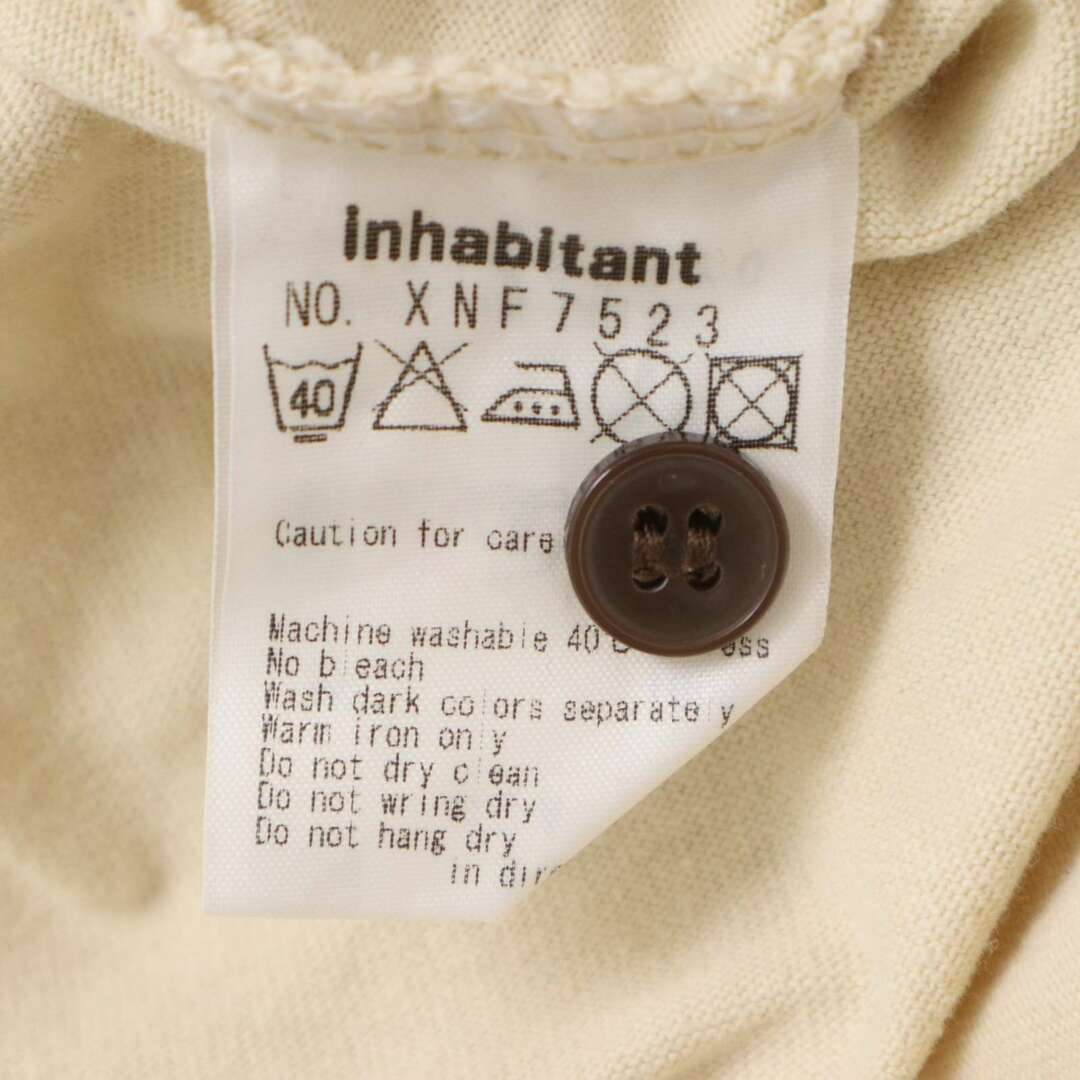 inhabitant
NO. XNF7523
40
Caution for care
Machine washable 40
No bleach
Wash dark colors separately
Warm iron only
Do not dry clean
Do not wring dry
Do not hang dry
in